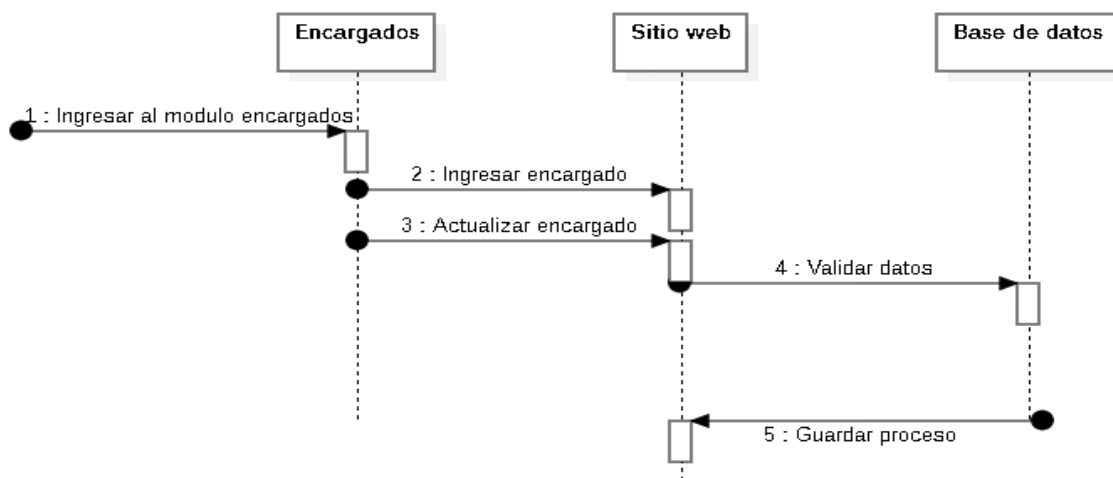 Encargados
Sitio web
Base de datos
1 : Ingresar al modulo encargados
2 : Ingresar encargado
3 : Actualizar encargado
4 : Validar datos
5 : Guardar proceso